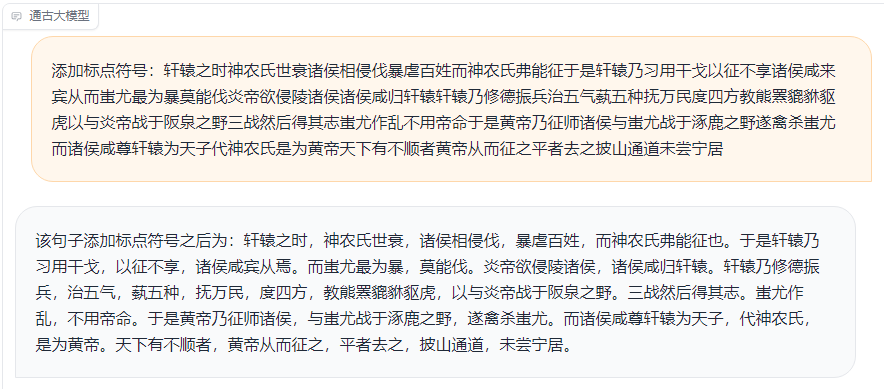 通古大模型
添加标点符号：轩辕之时神农氏世衰诸侯相侵伐暴虐百姓而神农氏弗能征于是轩辕乃习用干戈以征不享诸侯咸来
宾从而蚩尤最为暴莫能伐炎帝欲侵陵诸侯诸侯咸归轩辕轩辕乃修德振兵治五气蓺五种抚万民度四方教熊罴貔貅䝙
虎以与炎帝战于阪泉之野三战然后得其志蚩尤作乱不用帝命于是黄帝乃征师诸侯与蚩尤战于涿鹿之野遂禽杀蚩尤
而诸侯咸尊轩辕为天子代神农氏是为黄帝天下有不顺者黄帝从而征之平者去之披山通道未尝宁居
该句子添加标点符号之后为：轩辕之时，神农氏世衰，诸侯相侵伐，暴虐百姓，而神农氏弗能征也。于是轩辕乃
习用干戈，以征不享，诸侯咸宾从焉。而蚩尤最为暴，莫能伐。炎帝欲侵陵诸侯，诸侯咸归轩辕。轩辕乃修德振
兵，治五气，蓺五种，抚万民，度四方，教熊罴貔貅䝙虎，以与炎帝战于阪泉之野。三战然后得其志。蚩尤作
乱，不用帝命。于是黄帝乃征师诸侯，与蚩尤战于涿鹿之野，遂禽杀蚩尤。而诸侯咸尊轩辕为天子，代神农氏，
是为黄帝。天下有不顺者，黄帝从而征之，平者去之，披山通道，未尝宁居。